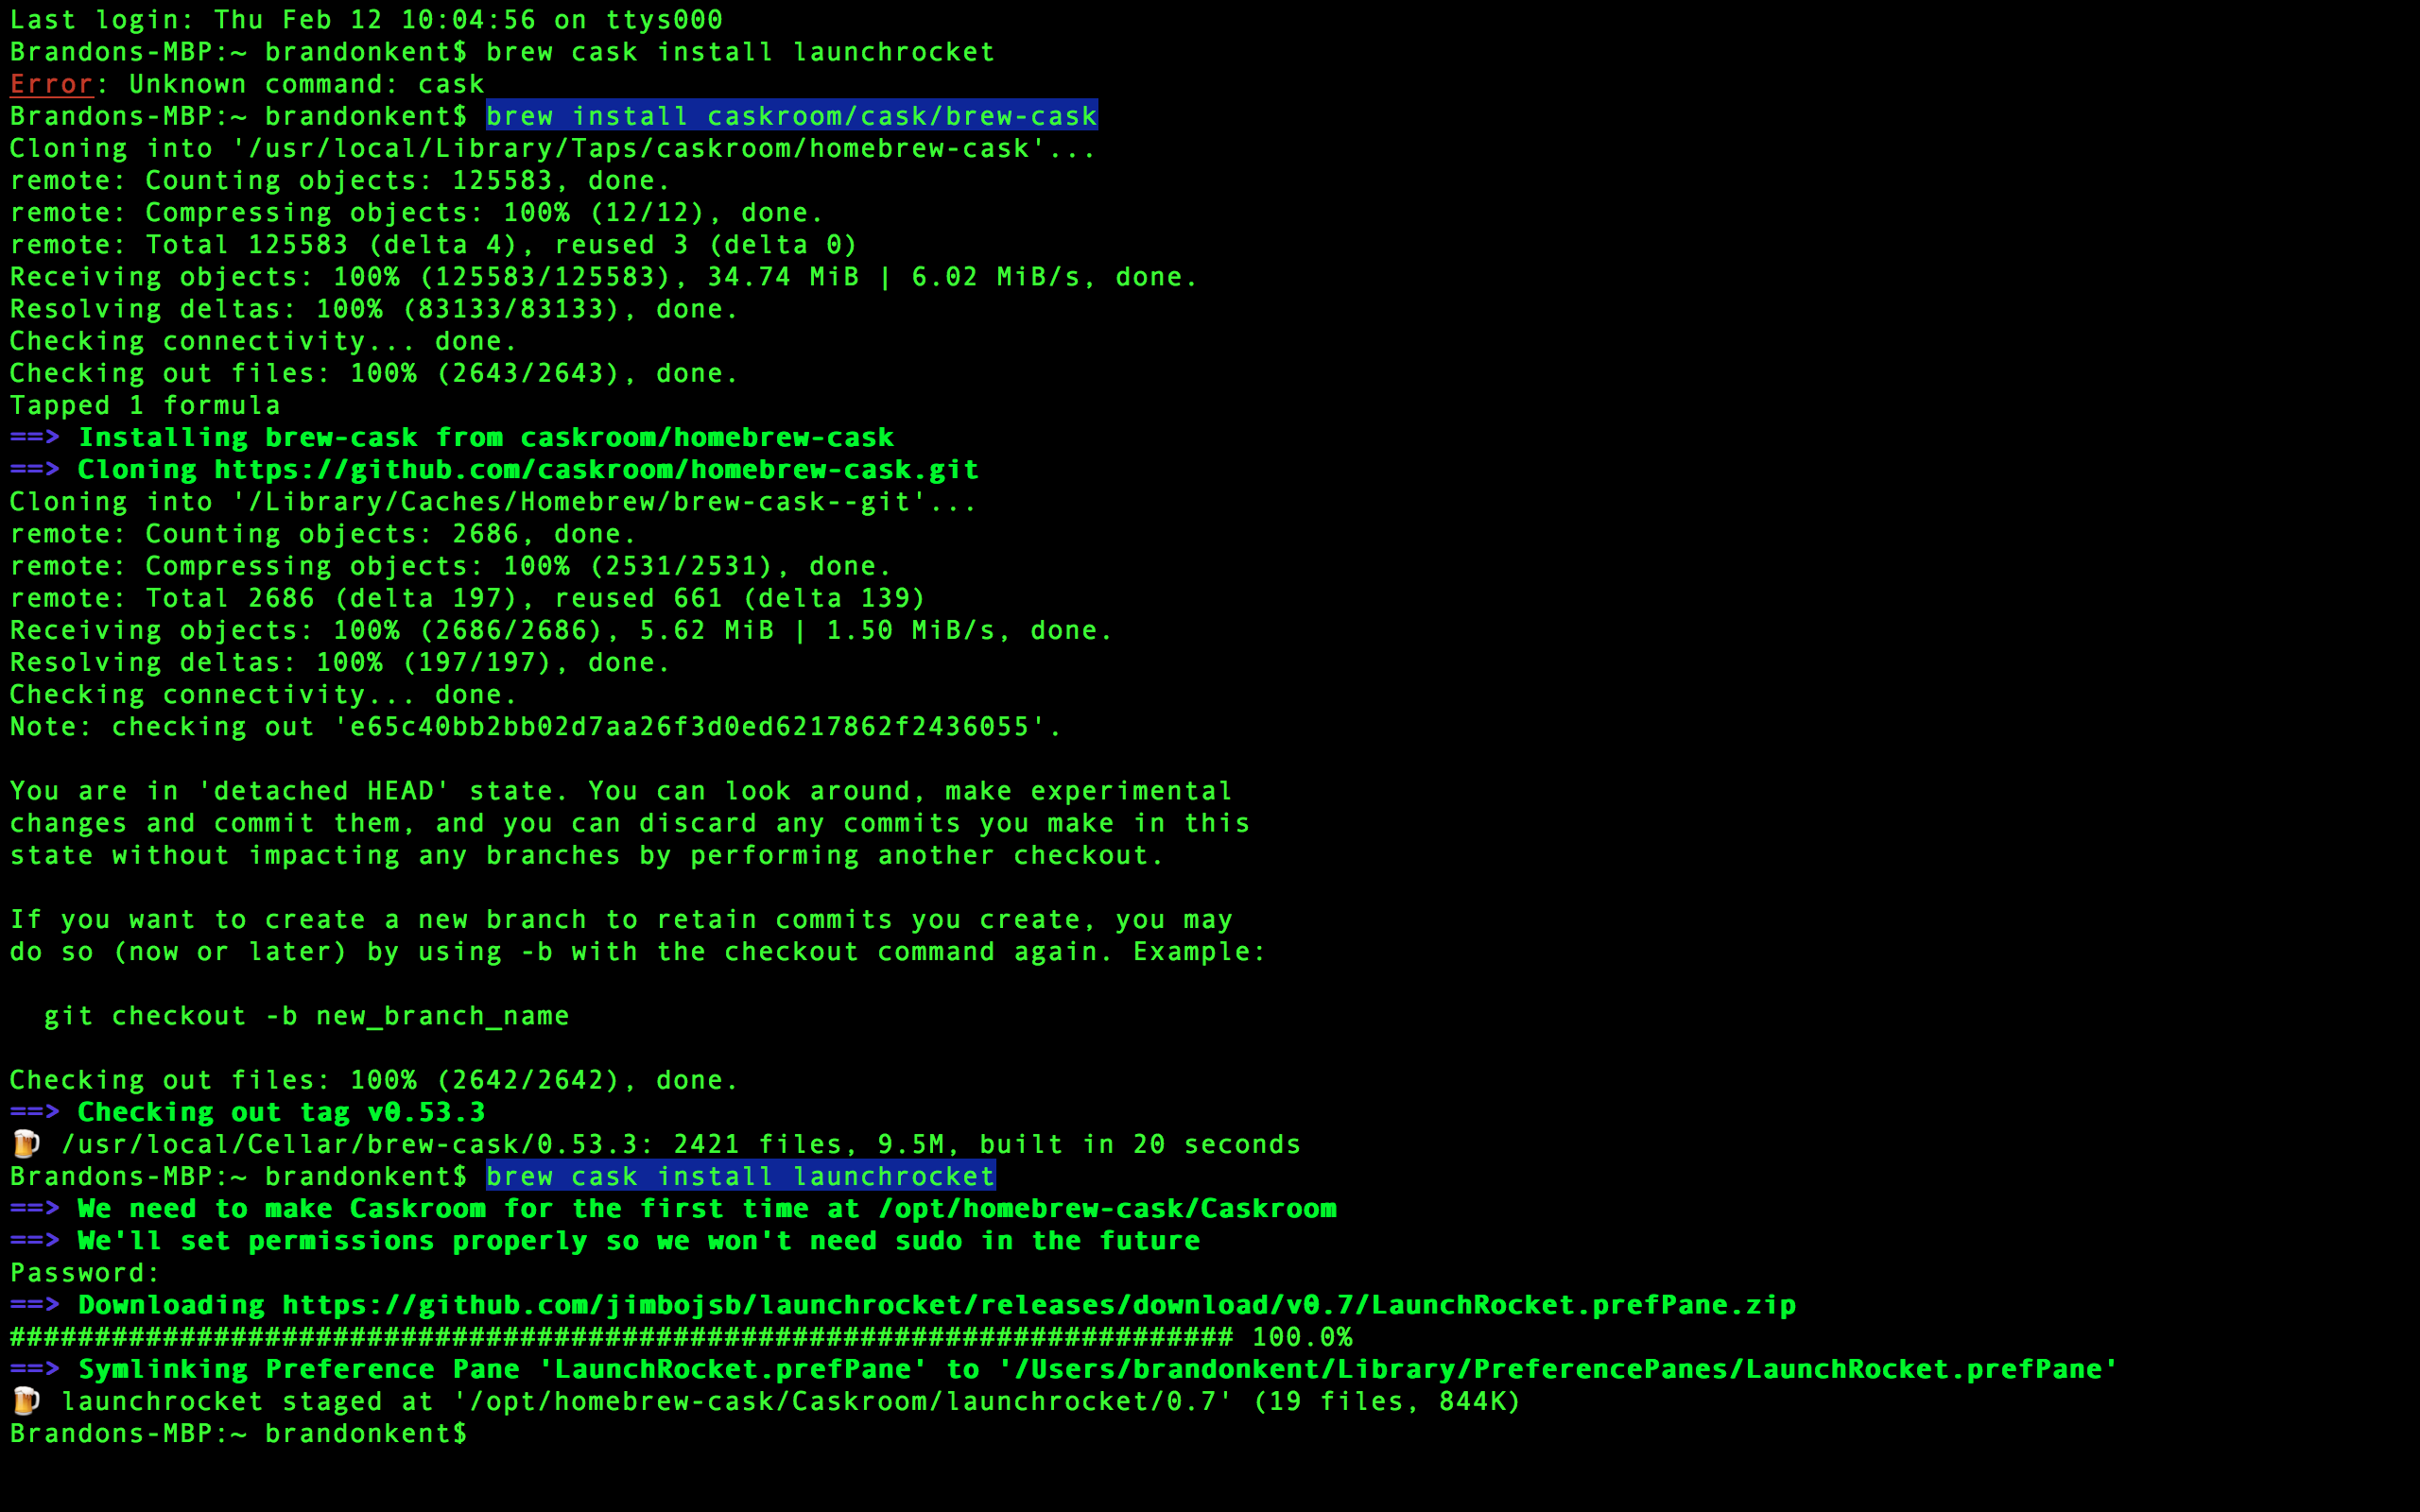 Last login: Thu Feb 12 10:04:56 on ttys000
Brandons-MBP:~ brandonkent$ brew cask install launchrocket
Error: Unknown command: cask
Brandons-MBP:~ brandonkent$ brew install caskroom/cask/brew-cask
Cloning into '/usr/local/Library/Taps/caskroom/homebrew-cask'...
remote: Counting objects: 125583, done.
remote: Compressing objects: 100% (12/12), done.
remote: Total 125583 (delta 4), reused 3 (delta 0)
Receiving objects: 100% (125583/125583), 34.74 MiB | 6.02 MiB/s, done.
Resolving deltas: 100% (83133/83133), done.
Checking connectivity... done.
Checking out files: 100% (2643/2643), done.
Tapped 1 formula
==> Installing brew-cask from caskroom/homebrew-cask
==> Cloning https://github.com/caskroom/homebrew-cask.git
Cloning into '/Library/Caches/Homebrew/brew-cask--git'...
remote: Counting objects: 2686, done.
remote: Compressing objects: 100% (2531/2531), done.
remote: Total 2686 (delta 197), reused 661 (delta 139)
Receiving objects: 100% (2686/2686), 5.62 MiB | 1.50 MiB/s, done.
Resolving deltas: 100% (197/197), done.
Checking connectivity... done.
Note: checking out 'e65c40bb2bb02d7aa26f3d0ed6217862f2436055'.

You are in 'detached HEAD' state. You can look around, make experimental
changes and commit them, and you can discard any commits you make in this
state without impacting any branches by performing another checkout.

If you want to create a new branch to retain commits you create, you may
do so (now or later) by using -b with the checkout command again. Example:

  git checkout -b new_branch_name

Checking out files: 100% (2642/2642), done.
==> Checking out tag v0.53.3
🍺 /usr/local/Cellar/brew-cask/0.53.3: 2421 files, 9.5M, built in 20 seconds
Brandons-MBP:~ brandonkent$ brew cask install launchrocket
==> We need to make Caskroom for the first time at /opt/homebrew-cask/Caskroom
==> We'll set permissions properly so we won't need sudo in the future
Password:
==> Downloading https://github.com/jimbojsb/launchrocket/releases/download/v0.7/LaunchRocket.prefPane.zip
######################################################################## 100.0%
==> Symlinking Preference Pane 'LaunchRocket.prefPane' to '/Users/brandonkent/Library/PreferencePanes/LaunchRocket.prefPane'
🍺 launchrocket staged at '/opt/homebrew-cask/Caskroom/launchrocket/0.7' (19 files, 844K)
Brandons-MBP:~ brandonkent$